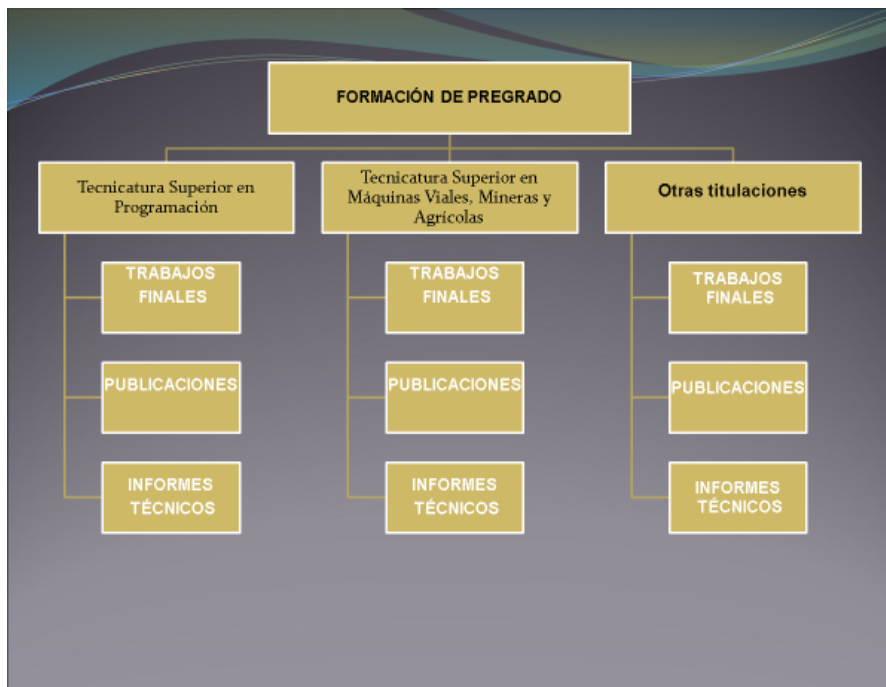 FORMACIÓN DE PREGRADO
Tecnicatura Superior en
Programación
TRABAJOS
FINALES
PUBLICACIONES
INFORMES
TÉCNICOS
Tecnicatura Superior en
Máquinas Viales, Mineras y
Agrícolas
TRABAJOS
FINALES
PUBLICACIONES
INFORMES
TÉCNICOS
Otras titulaciones
TRABAJOS
FINALES
PUBLICACIONES
INFORMES
TÉCNICOS